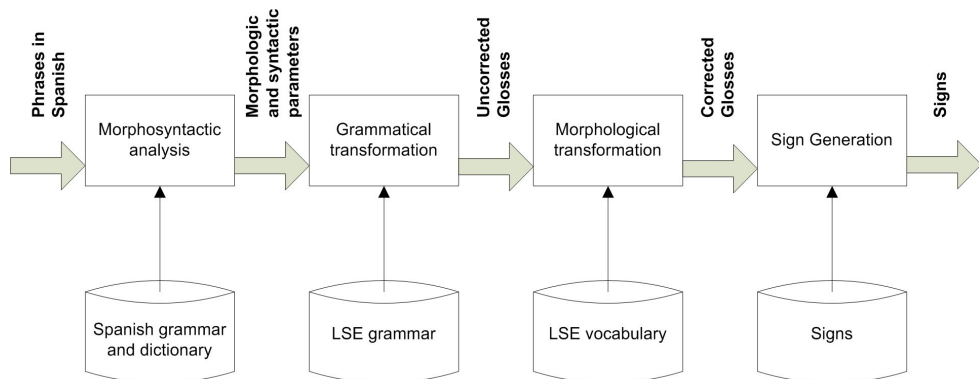 Phrases in
Spanish
Morphologic
and syntactic
parameters
Uncorrected
Glosses
Corrected
Glosses
Signs
Morphosyntactic
analysis
Grammatical
transformation
Morphological
transformation
Sign Generation
Spanish grammar
and dictionary
LSE grammar
LSE vocabulary
Signs